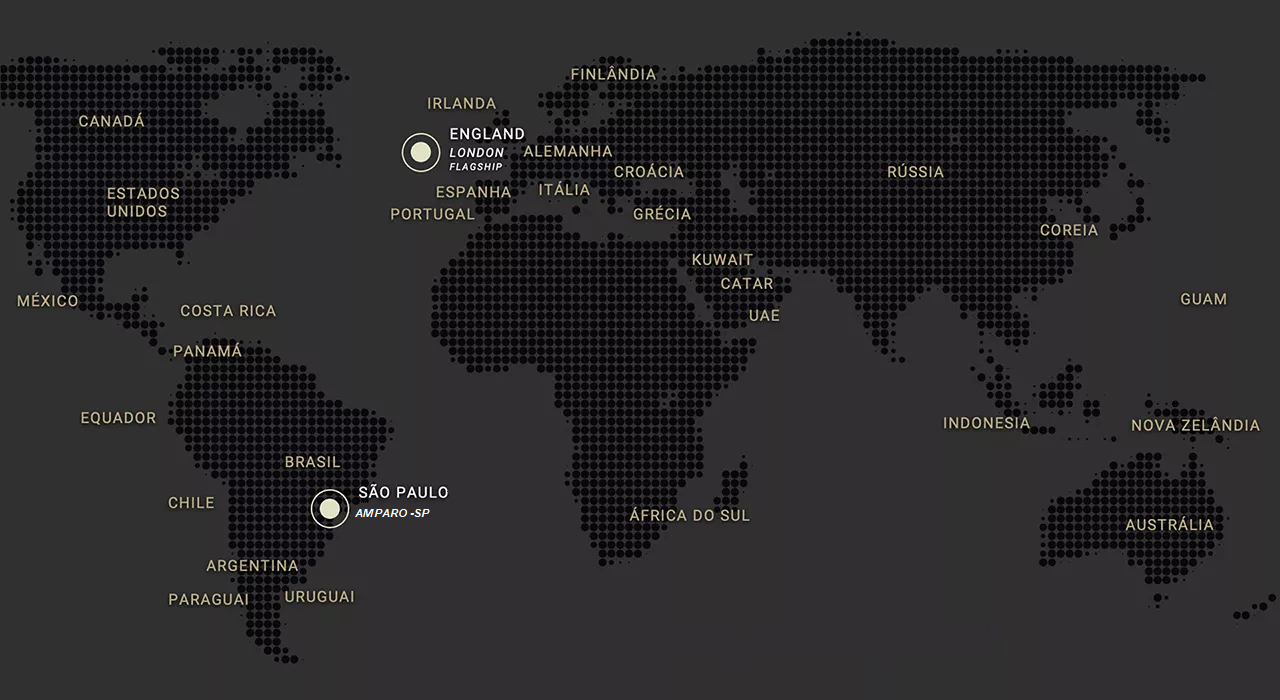 FINLÂNDIA
IRLANDA
CANADÁ
ENGLAND
LONDON
FLAGSHIP
ALEMANHA
CROÁCIA
RÚSSIA
ESTADOS
UNIDOS
ESPANHA
ITÁLIA
PORTUGAL
GRÉCIA
COREIA
KUWAIT
CATAR
UAE
MÉXICO
COSTA RICA
GUAM
PANAMÁ
EQUADOR
INDONESIA
NOVA ZELÂNDIA
BRASIL
SÃO PAULO
AMPARO -SP
CHILE
ÁFRICA DO SUL
AUSTRÁLIA
ARGENTINA
PARAGUAI
URUGUAI